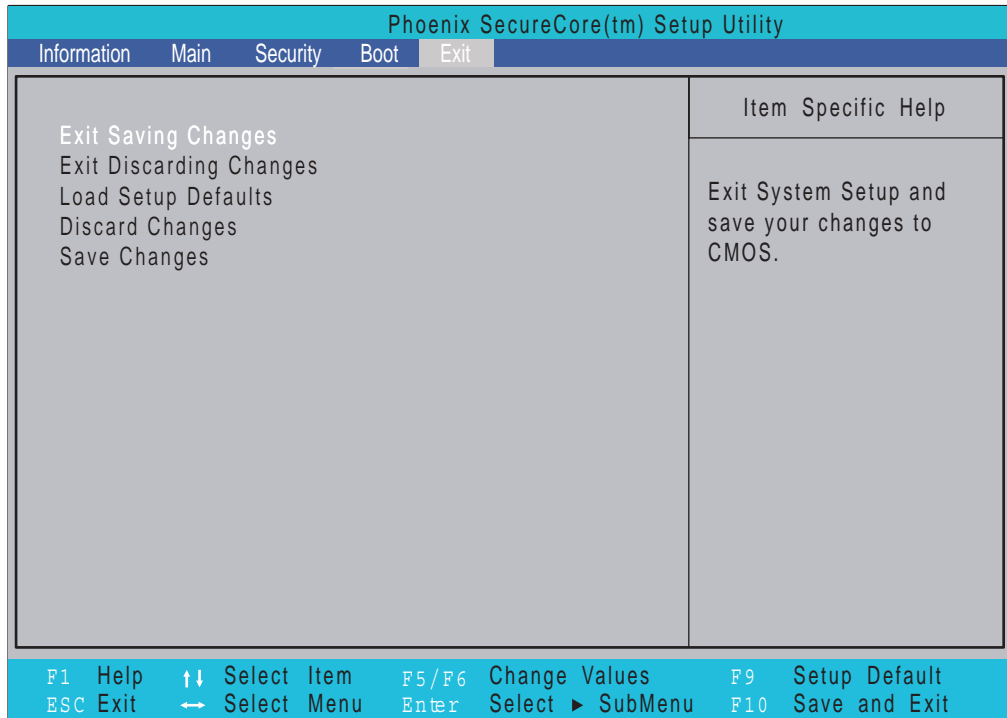 Phoenix SecureCore(tm) Setup Utility
Information Main Security Boot Exit
Exit Saving Changes
Exit Discarding Changes
Load Setup Defaults
Discard Changes
Save Changes
Item Specific Help
Exit System Setup and
save your changes to
CMOS.
F1 Help ↑↓ Select Item F5/F6 Change Values F9 Setup Default
ESC Exit ↔ Select Menu Enter Select ► SubMenu F10 Save and Exit